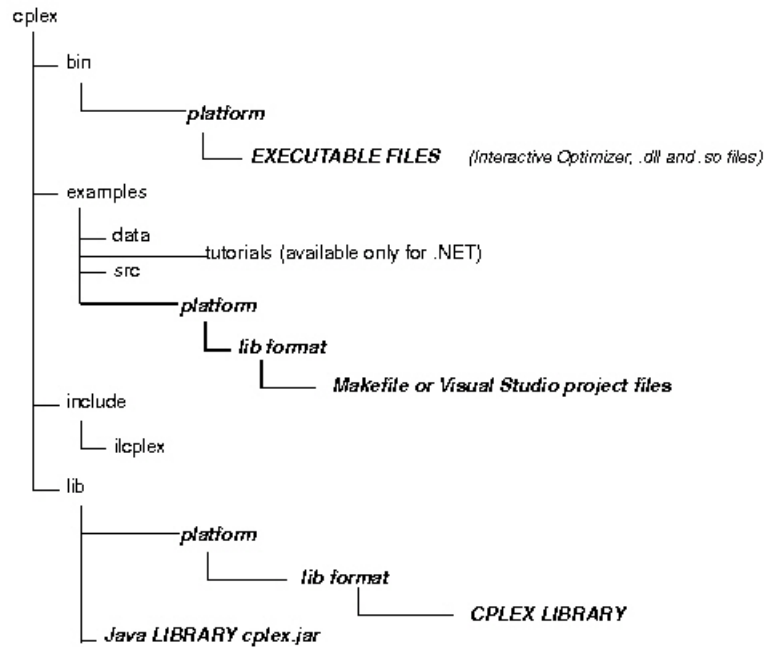 cplex
bin
platform
EXECUTABLE FILES (Interactive Optimizer, .dll and .so files)
examples
data
tutorials (available only for .NET)
src
platform
lib format
Makefile or Visual Studio project files
include
ilcplex
lib
platform
lib format
CPLEX LIBRARY
Java LIBRARY cplex.jar